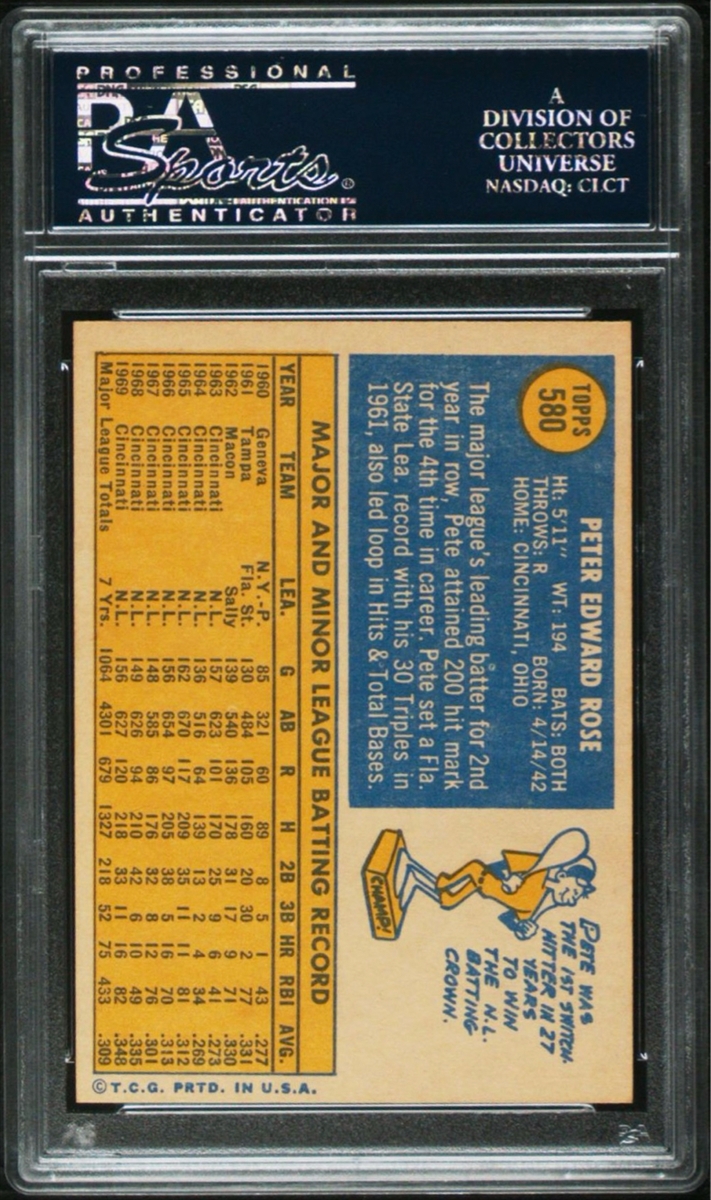 PROFESSIONAL
PSA
Sports®
AUTHENTICATOR
A
DIVISION OF
COLLECTORS
UNIVERSE
NASDAQ: CLCT
TOPPS
580
PETER EDWARD ROSE
Ht: 5'11" WT: 194 BATS: BOTH
THROWS: R BORN: 4/14/42
HOME: CINCINNATI, OHIO
The major league's leading batter for 2nd
year in row, Pete attained 200 hit mark
for the 4th time in career. Pete set a Fla.
State Lea. record with his 30 Triples in
1961, also led loop in Hits & Total Bases.
PETE WAS
THE 1ST SWITCH-
HITTER IN 27
YEARS
TO WIN
THE N.L.
BATTING
CROWN.
CHAMP!
MAJOR AND MINOR LEAGUE BATTING RECORD
YEAR TEAM LEA. G AB R H 2B 3B HR RBI AVG.
1960 Geneva N.Y.-P. 85 321 60 89 8 5 1 43 .277
1961 Tampa Fla. St. 130 484 105 160 20 30 2 77 .331
1962 Macon Sally 139 540 136 178 31 17 9 71 .330
1963 Cincinnati N.L. 157 623 101 170 25 9 6 41 .273
1964 Cincinnati N.L. 136 516 64 139 13 2 4 34 .269
1965 Cincinnati N.L. 162 670 117 209 35 11 11 81 .312
1966 Cincinnati N.L. 156 654 97 205 38 5 16 70 .313
1967 Cincinnati N.L. 148 585 86 176 32 8 12 76 .301
1968 Cincinnati N.L. 149 626 94 210 42 6 10 49 .335
1969 Cincinnati N.L. 156 627 120 218 33 11 16 82 .348
Major League Totals 7 Yrs. 1064 4301 679 1327 218 52 75 433 .309
© T.C.G. PRTD. IN U.S.A.